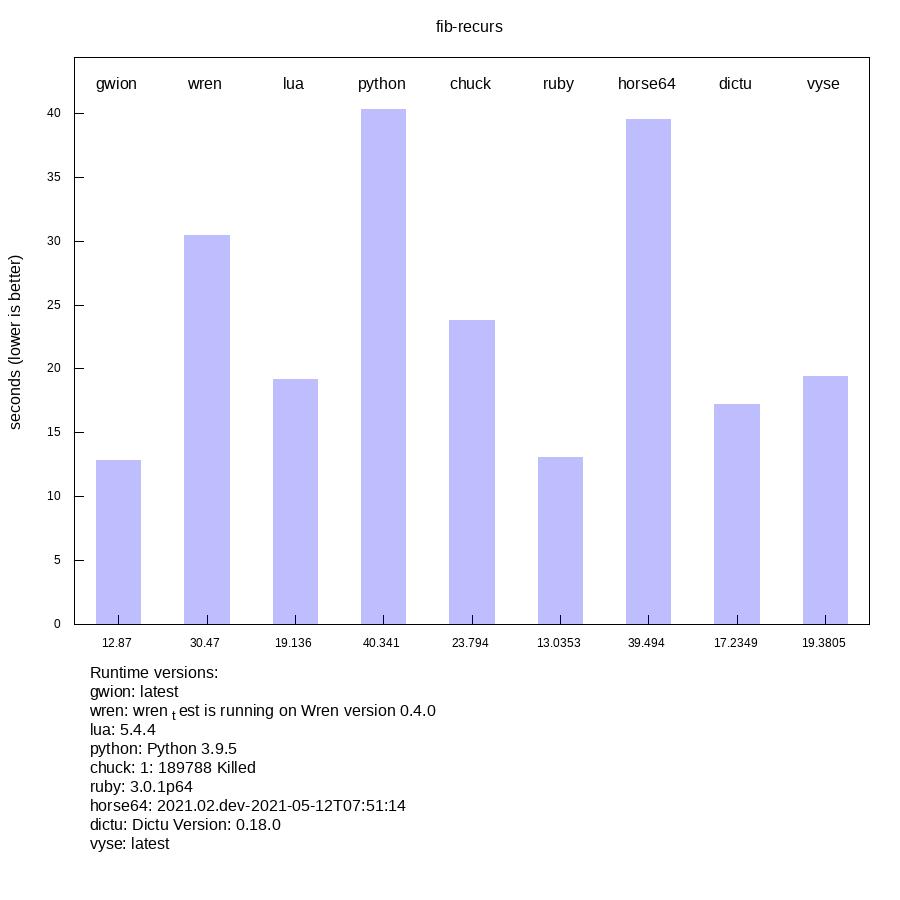 fib-recurs
gwion wren lua python chuck ruby horse64 dictu vyse
seconds (lower is better)
40
35
30
25
20
15
10
5
0
12.87 30.47 19.136 40.341 23.794 13.0353 39.494 17.2349 19.3805
Runtime versions:
gwion: latest
wren: wren t est is running on Wren version 0.4.0
lua: 5.4.4
python: Python 3.9.5
chuck: 1: 189788 Killed
ruby: 3.0.1p64
horse64: 2021.02.dev-2021-05-12T07:51:14
dictu: Dictu Version: 0.18.0
vyse: latest